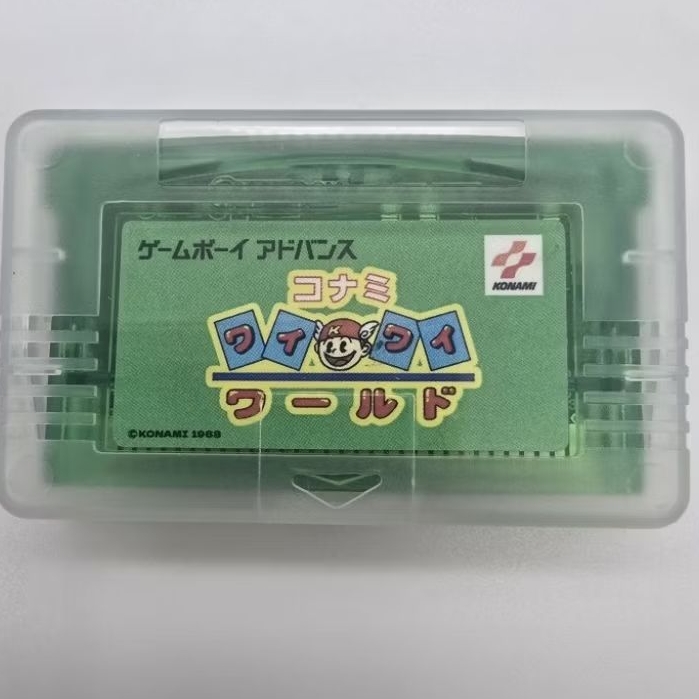 ゲームボーイ アドバンス
KONAMI
コナミ
ワイ K ワイ
ワールド
©KONAMI 1988